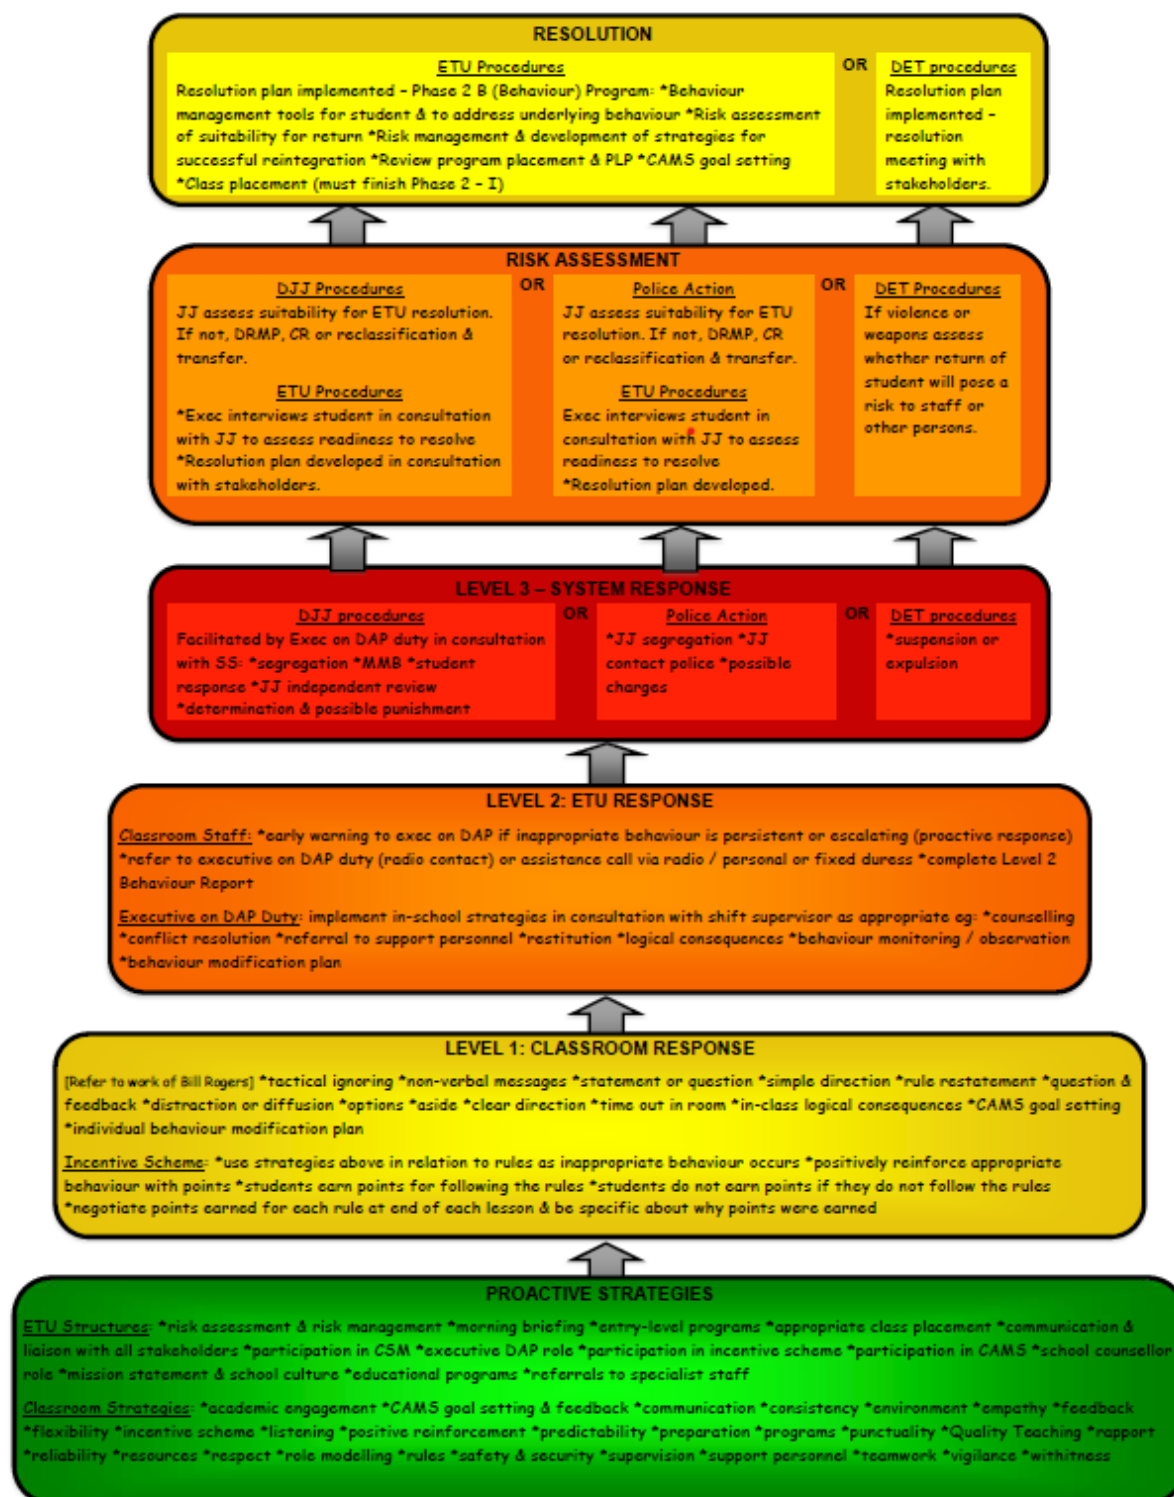 RESOLUTION
ETU Procedures
Resolution plan implemented – Phase 2 B (Behaviour) Program: *Behaviour
management tools for student & to address underlying behaviour *Risk assessment
of suitability for return *Risk management & development of strategies for
successful reintegration *Review program placement & PLP *CAMS goal setting
*Class placement (must finish Phase 2 – I)
OR
DET procedures
Resolution plan
implemented –
resolution
meeting with
stakeholders.
RISK ASSESSMENT
DJJ Procedures
JJ assess suitability for ETU resolution.
If not, DRMP, CR or reclassification &
transfer.
ETU Procedures
*Exec interviews student in consultation
with JJ to assess readiness to resolve
*Resolution plan developed in consultation
with stakeholders.
OR
Police Action
JJ assess suitability for ETU
resolution. If not, DRMP, CR
or reclassification & transfer.
ETU Procedures
Exec interviews student in
consultation with JJ to assess
readiness to resolve
*Resolution plan developed.
OR
DET Procedures
If violence or
weapons assess
whether return of
student will pose a
risk to staff or
other persons.
LEVEL 3 – SYSTEM RESPONSE
DJJ procedures
Facilitated by Exec on DAP duty in consultation
with SS: *segregation *MMB *student
response *JJ independent review
*determination & possible punishment
OR
Police Action
*JJ segregation *JJ
contact police *possible
charges
OR
DET procedures
*suspension or
expulsion
LEVEL 2: ETU RESPONSE
Classroom Staff: *early warning to exec on DAP if inappropriate behaviour is persistent or escalating (proactive response)
*refer to executive on DAP duty (radio contact) or assistance call via radio / personal or fixed duress *complete Level 2
Behaviour Report
Executive on DAP Duty: implement in-school strategies in consultation with shift supervisor as appropriate eg: *counselling
*conflict resolution *referral to support personnel *restitution *logical consequences *behaviour monitoring / observation
*behaviour modification plan
LEVEL 1: CLASSROOM RESPONSE
[Refer to work of Bill Rogers] *tactical ignoring *non-verbal messages *statement or question *simple direction *rule restatement *question &
feedback *distraction or diffusion *options *aside *clear direction *time out in room *in-class logical consequences *CAMS goal setting
*individual behaviour modification plan
Incentive Scheme: *use strategies above in relation to rules as inappropriate behaviour occurs *positively reinforce appropriate
behaviour with points *students earn points for following the rules *students do not earn points if they do not follow the rules
*negotiate points earned for each rule at end of each lesson & be specific about why points were earned
PROACTIVE STRATEGIES
ETU Structures: *risk assessment & risk management *morning briefing *entry-level programs *appropriate class placement *communication &
liaison with all stakeholders *participation in CSM *executive DAP role *participation in incentive scheme *participation in CAMS *school counsellor
role *mission statement & school culture *educational programs *referrals to specialist staff
Classroom Strategies: *academic engagement *CAMS goal setting & feedback *communication *consistency *environment *empathy *feedback
*flexibility *incentive scheme *listening *positive reinforcement *predictability *preparation *programs *punctuality *Quality Teaching *rapport
*reliability *resources *respect *role modelling *rules *safety & security *supervision *support personnel *teamwork *vigilance *withitness